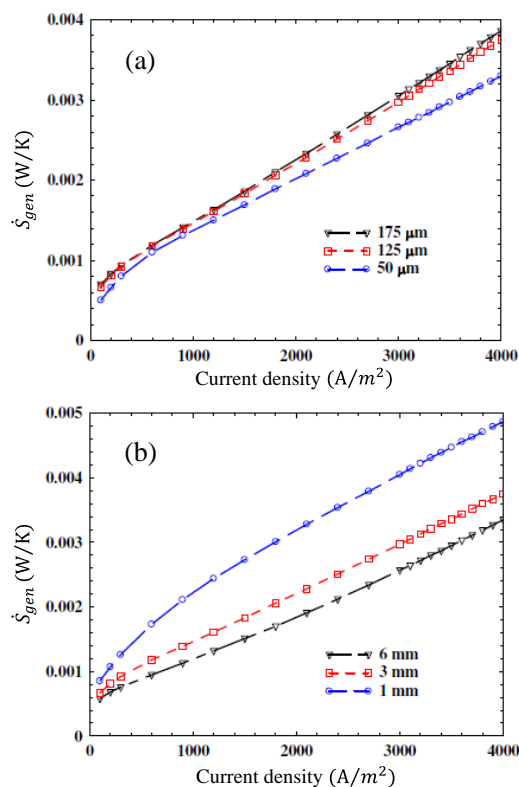 (a)
0.004
0.003
0.002
0.001
0
Ṡgen (W/K)
175 μm
125 μm
50 μm
0 1000 2000 3000 4000
Current density (A/m²)
(b)
0.005
0.004
0.003
0.002
0.001
0
Ṡgen (W/K)
6 mm
3 mm
1 mm
0 1000 2000 3000 4000
Current density (A/m²)